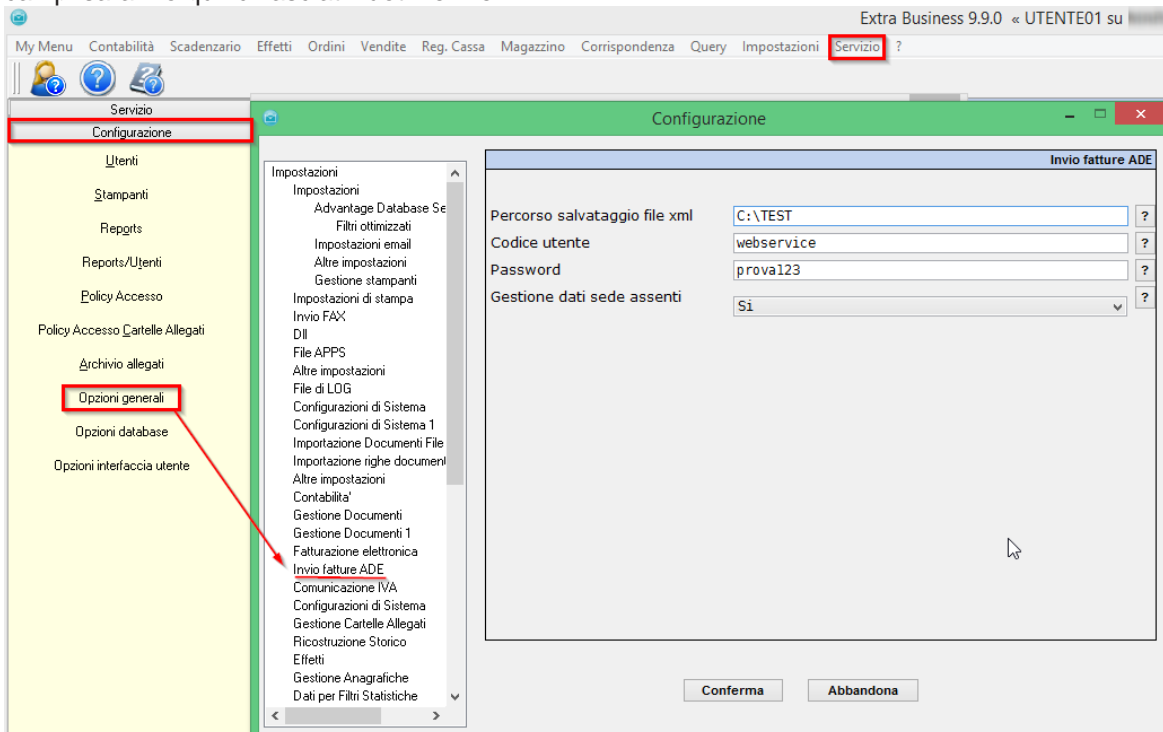 Extra Business 9.9.0 « UTENTE01 su
My Menu Contabilità Scadenzario Effetti Ordini Vendite Reg. Cassa Magazzino Corrispondenza Query Impostazioni Servizio ?
Servizio
Configurazione
Utenti
Stampanti
Reports
Reports/Utenti
Policy Accesso
Policy Accesso Cartelle Allegati
Archivio allegati
Opzioni generali
Opzioni database
Opzioni interfaccia utente
Configurazione
Impostazioni
Impostazioni
Advantage Database Se
Filtri ottimizzati
Impostazioni email
Altre impostazioni
Gestione stampanti
Impostazioni di stampa
Invio FAX
Dll
File APPS
Altre impostazioni
File di LOG
Configurazioni di Sistema
Configurazioni di Sistema 1
Importazione Documenti File
Importazione righe document
Altre impostazioni
Contabilita'
Gestione Documenti
Gestione Documenti 1
Fatturazione elettronica
Invio fatture ADE
Comunicazione IVA
Configurazioni di Sistema
Gestione Cartelle Allegati
Ricostruzione Storico
Effetti
Gestione Anagrafiche
Dati per Filtri Statistiche
Invio fatture ADE
Percorso salvataggio file xml C:\TEST ?
Codice utente webservice ?
Password prova123 ?
Gestione dati sede assenti Si ?
Conferma Abbandona